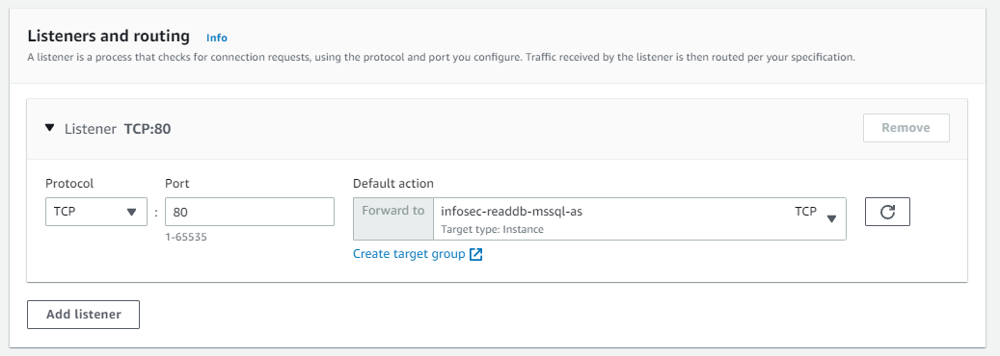 Listeners and routing Info
A listener is a process that checks for connection requests, using the protocol and port you configure. Traffic received by the listener is then routed per your specification.
Listener TCP:80
Remove
Protocol Port Default action
TCP : 80 Forward to infosec-readdb-mssql-as TCP
Target type: Instance
1-65535
Create target group
Add listener